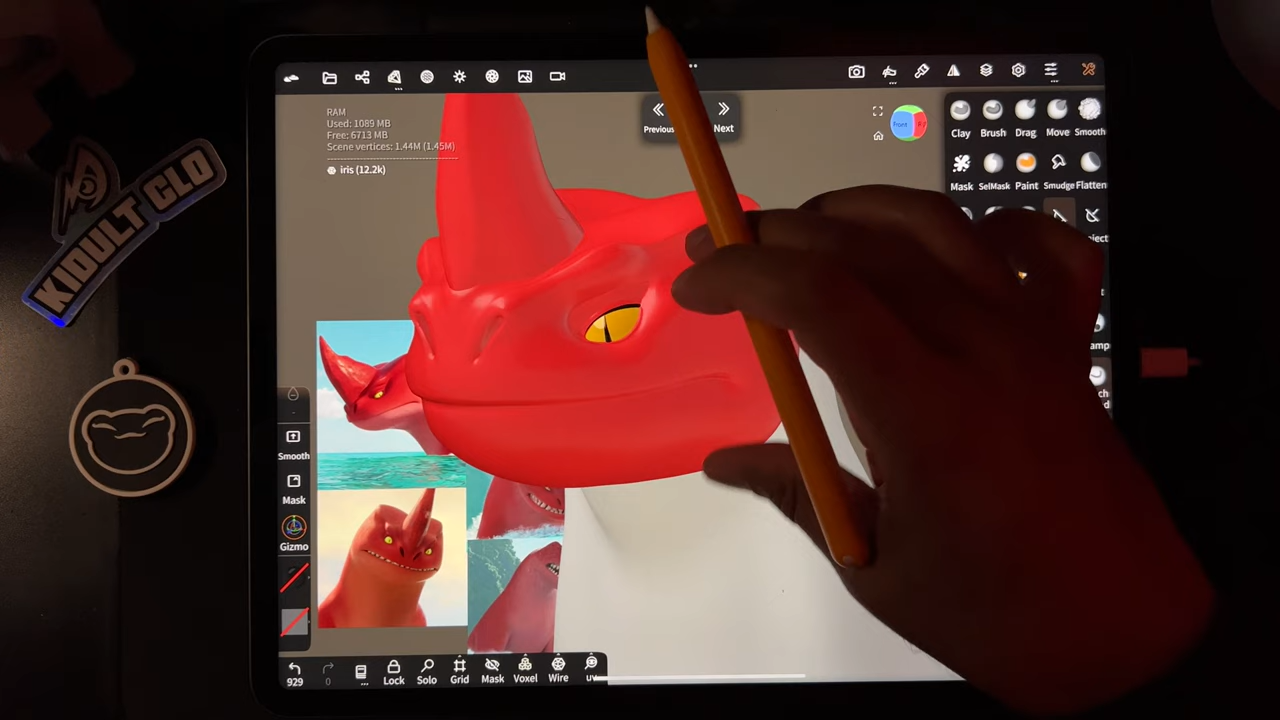 RAM
Used: 1089 MB
Free: 6713 MB
Scene vertices: 1.44M (1.45M)
iris (12.2k)
Previous
Next
Front
Clay
Brush
Drag
Move
Smooth
Mask
SelMask
Paint
Smudge
Flatten
KIDULT CLO
Smooth
Mask
Gizmo
929
0
Lock
Solo
Grid
Mask
Voxel
Wire